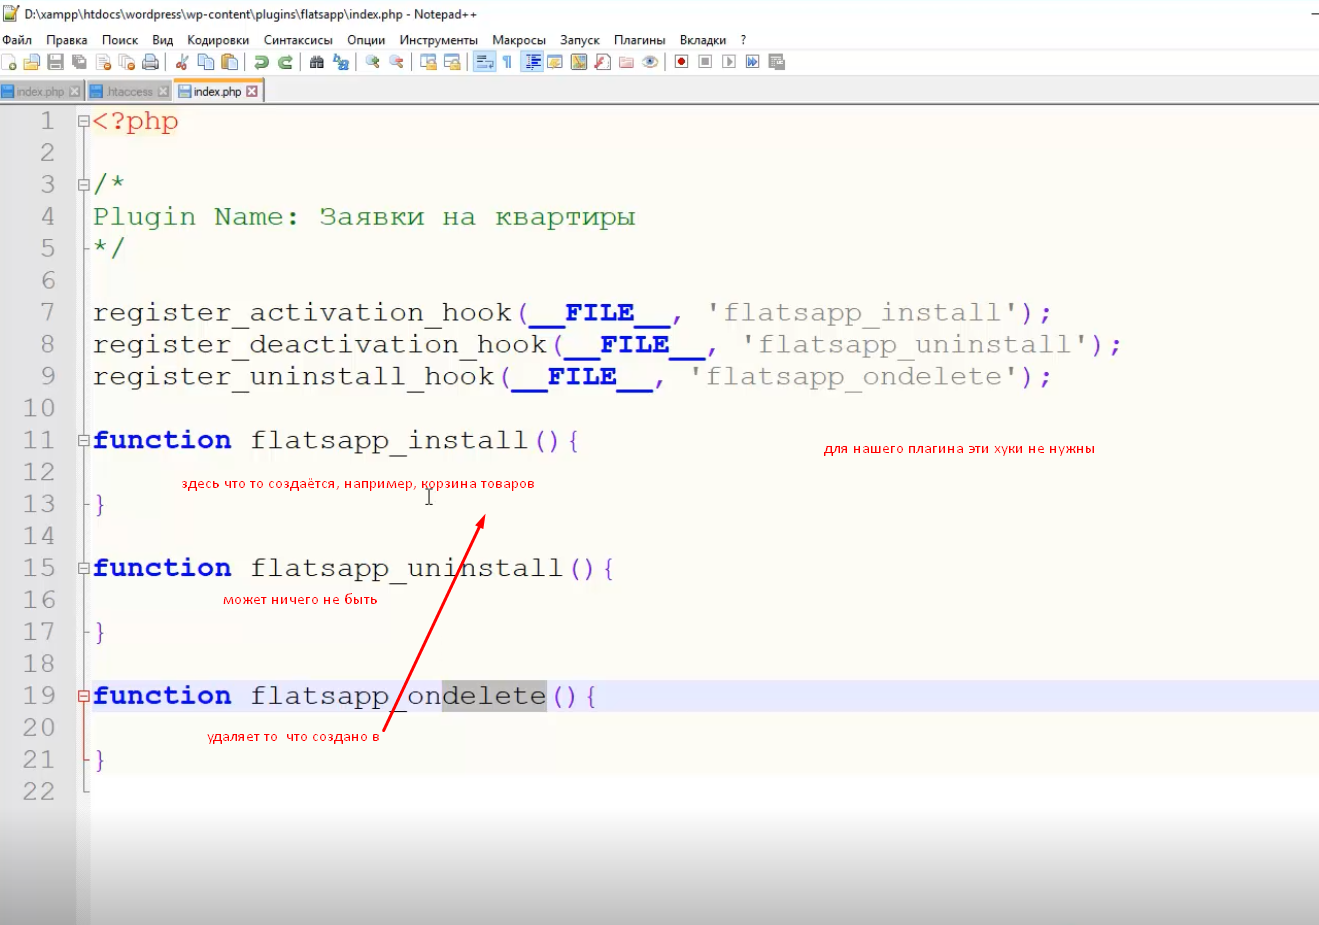 D:\xampp\htdocs\wordpress\wp-content\plugins\flatsapp\index.php - Notepad++
Файл Правка Поиск Вид Кодировки Синтаксисы Опции Инструменты Макросы Запуск Плагины Вкладки ?
index.php .htaccess index.php
1 <?php
2
3 /*
4 Plugin Name: Заявки на квартиры
5 */
6
7 register_activation_hook(__FILE__, 'flatsapp_install');
8 register_deactivation_hook(__FILE__, 'flatsapp_uninstall');
9 register_uninstall_hook(__FILE__, 'flatsapp_ondelete');
10
11 function flatsapp_install(){
для нашего плагина эти хуки не нужны
12
здесь что то создаётся, например, корзина товаров
13 }
14
15 function flatsapp_uninstall(){
16 может ничего не быть
17 }
18
19 function flatsapp_ondelete(){
20
удаляет то что создано в
21 }
22